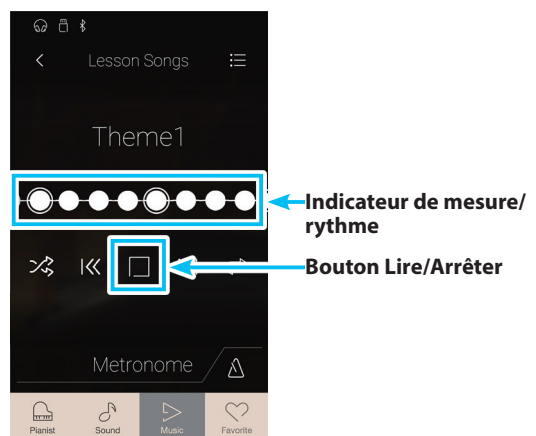 Lesson Songs
Theme1
Indicateur de mesure/
rythme
Bouton Lire/Arrêter
Metronome
Pianist Sound Music Favorite